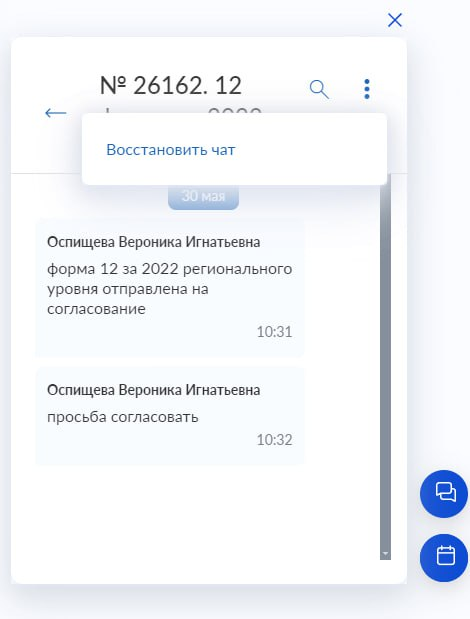 № 26162. 12
Восстановить чат
30 мая
Оспищева Вероника Игнатьевна
форма 12 за 2022 регионального
уровня отправлена на
согласование
10:31
Оспищева Вероника Игнатьевна
просьба согласовать
10:32